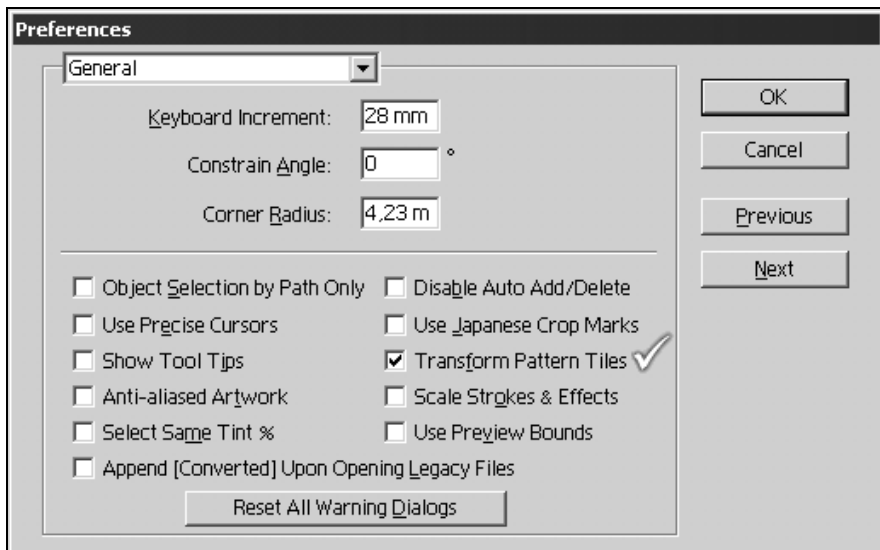 Preferences
General
Keyboard Increment: 28 mm
Constrain Angle: 0 °
Corner Radius: 4,23 m
OK
Cancel
Previous
Next
Object Selection by Path Only Disable Auto Add/Delete
Use Precise Cursors Use Japanese Crop Marks
Show Tool Tips Transform Pattern Tiles
Anti-aliased Artwork Scale Strokes & Effects
Select Same Tint % Use Preview Bounds
Append [Converted] Upon Opening Legacy Files
Reset All Warning Dialogs